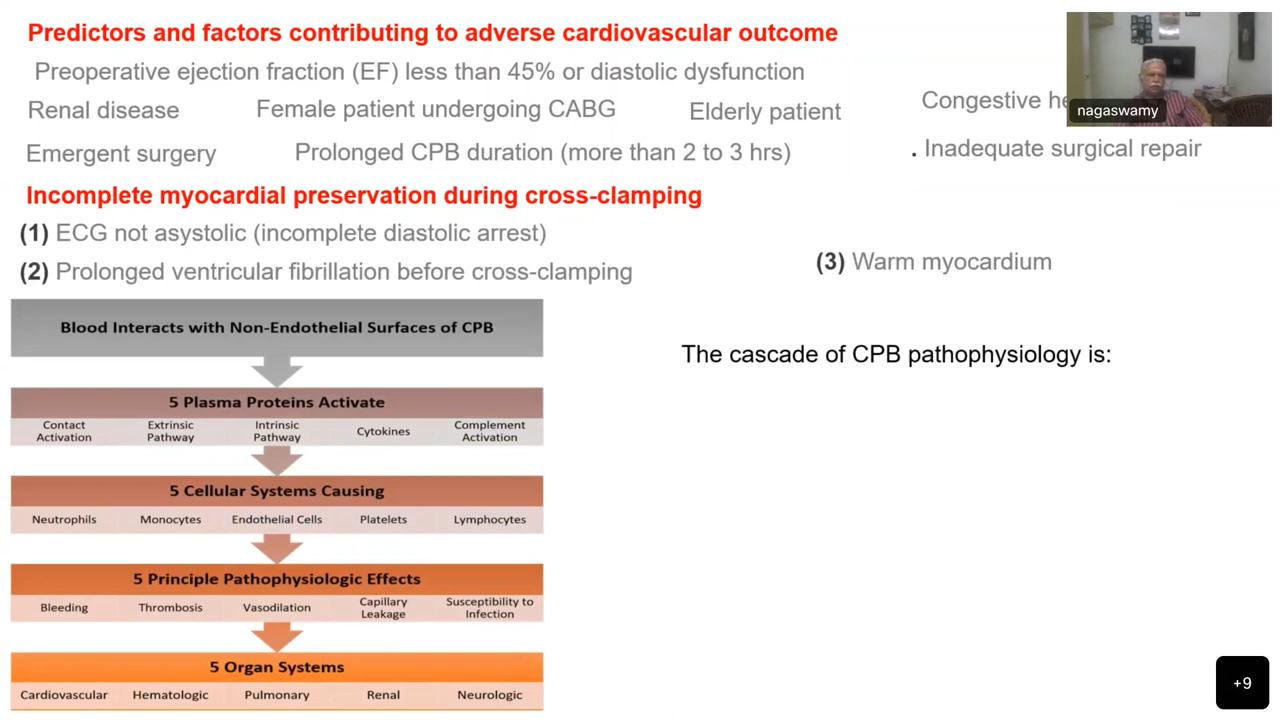 Predictors and factors contributing to adverse cardiovascular outcome
Preoperative ejection fraction (EF) less than 45% or diastolic dysfunction
Renal disease
Female patient undergoing CABG
Elderly patient
Congestive
nagaswamy
Emergent surgery
Prolonged CPB duration (more than 2 to 3 hrs)
. Inadequate surgical repair
Incomplete myocardial preservation during cross-clamping
(1) ECG not asystolic (incomplete diastolic arrest)
(2) Prolonged ventricular fibrillation before cross-clamping
(3) Warm myocardium
Blood Interacts with Non-Endothelial Surfaces of CPB
The cascade of CPB pathophysiology is:
5 Plasma Proteins Activate
Contact Activation
Extrinsic Pathway
Intrinsic Pathway
Cytokines
Complement Activation
5 Cellular Systems Causing
Neutrophils
Monocytes
Endothelial Cells
Platelets
Lymphocytes
5 Principle Pathophysiologic Effects
Bleeding
Thrombosis
Vasodilation
Capillary Leakage
Susceptibility to Infection
5 Organ Systems
Cardiovascular
Hematologic
Pulmonary
Renal
Neurologic
+9